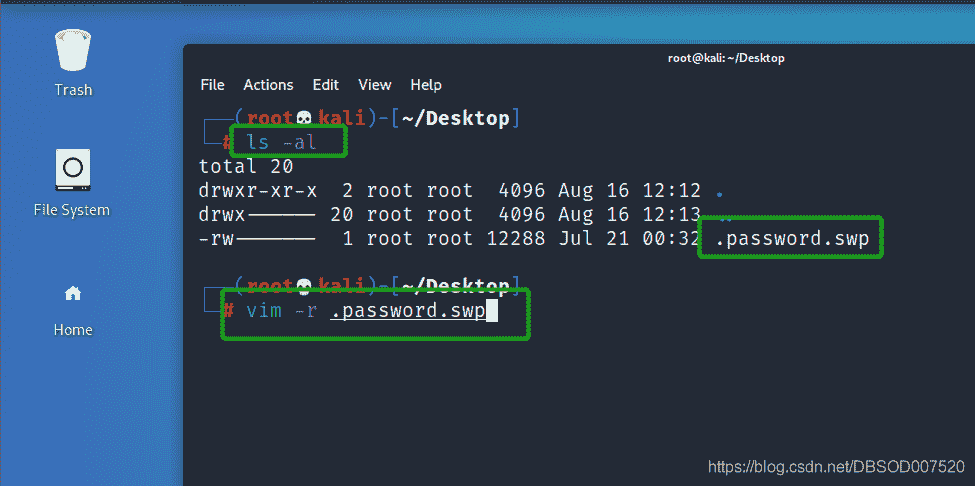 root@kali: ~/Desktop
File Actions Edit View Help
Trash
(root💀kali)-[~/Desktop]
# ls -al
total 20
drwxr-xr-x 2 root root 4096 Aug 16 12:12 .
drwx------ 20 root root 4096 Aug 16 12:13 ..
-rw------- 1 root root 12288 Jul 21 00:32 .password.swp
File System
(root💀kali)-[~/Desktop]
# vim -r .password.swp
Home
https://blog.csdn.net/DBSOD007520